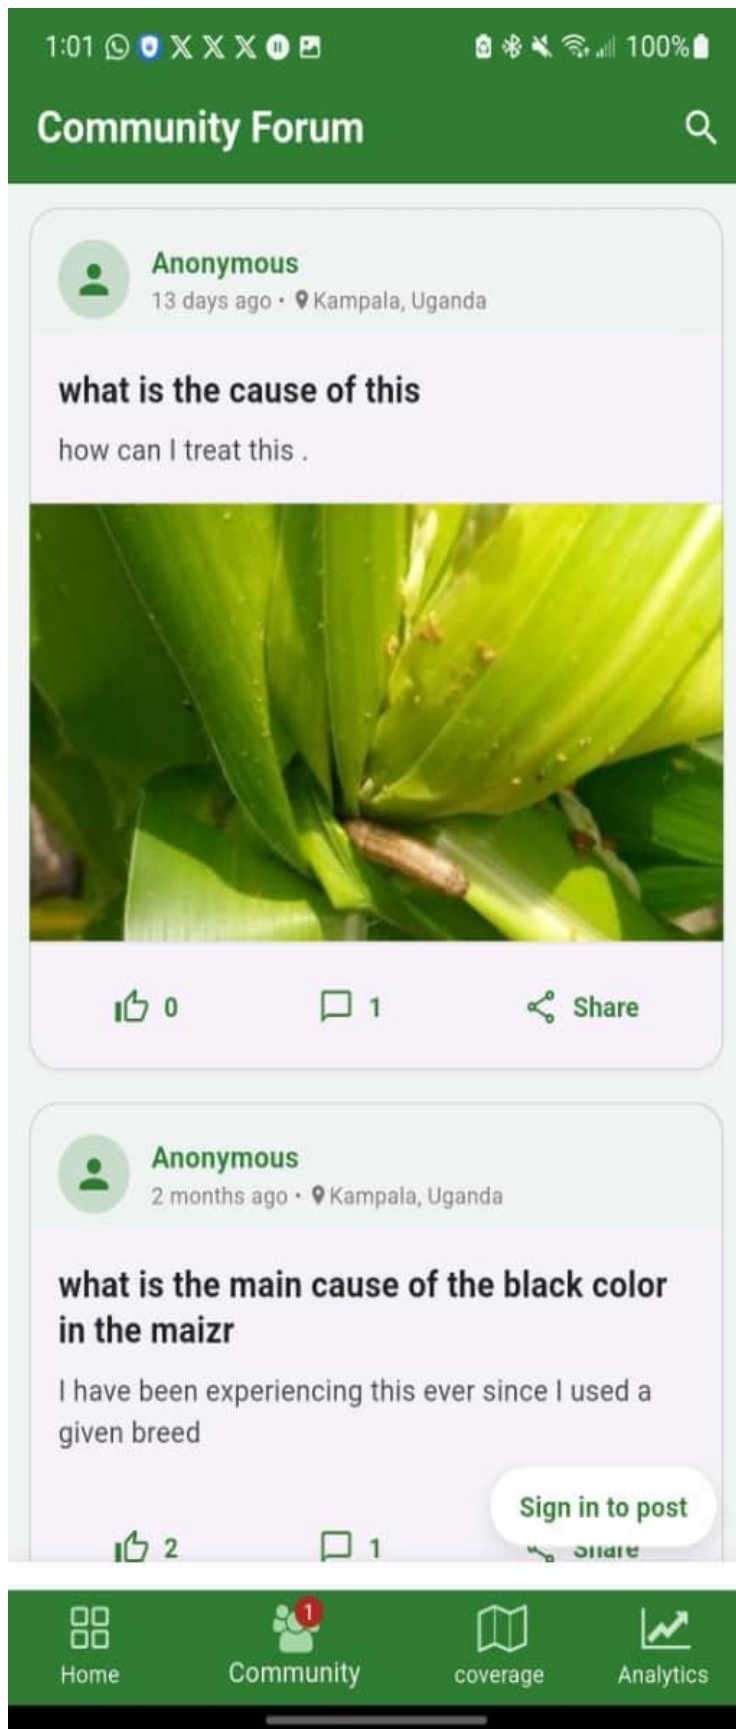 1:01 100%
Community Forum
Anonymous
13 days ago • Kampala, Uganda
what is the cause of this
how can I treat this .
0 1 Share
Anonymous
2 months ago • Kampala, Uganda
what is the main cause of the black color
in the maizr
I have been experiencing this ever since I used a
given breed
Sign in to post
2 1 Share
1
Home Community coverage Analytics